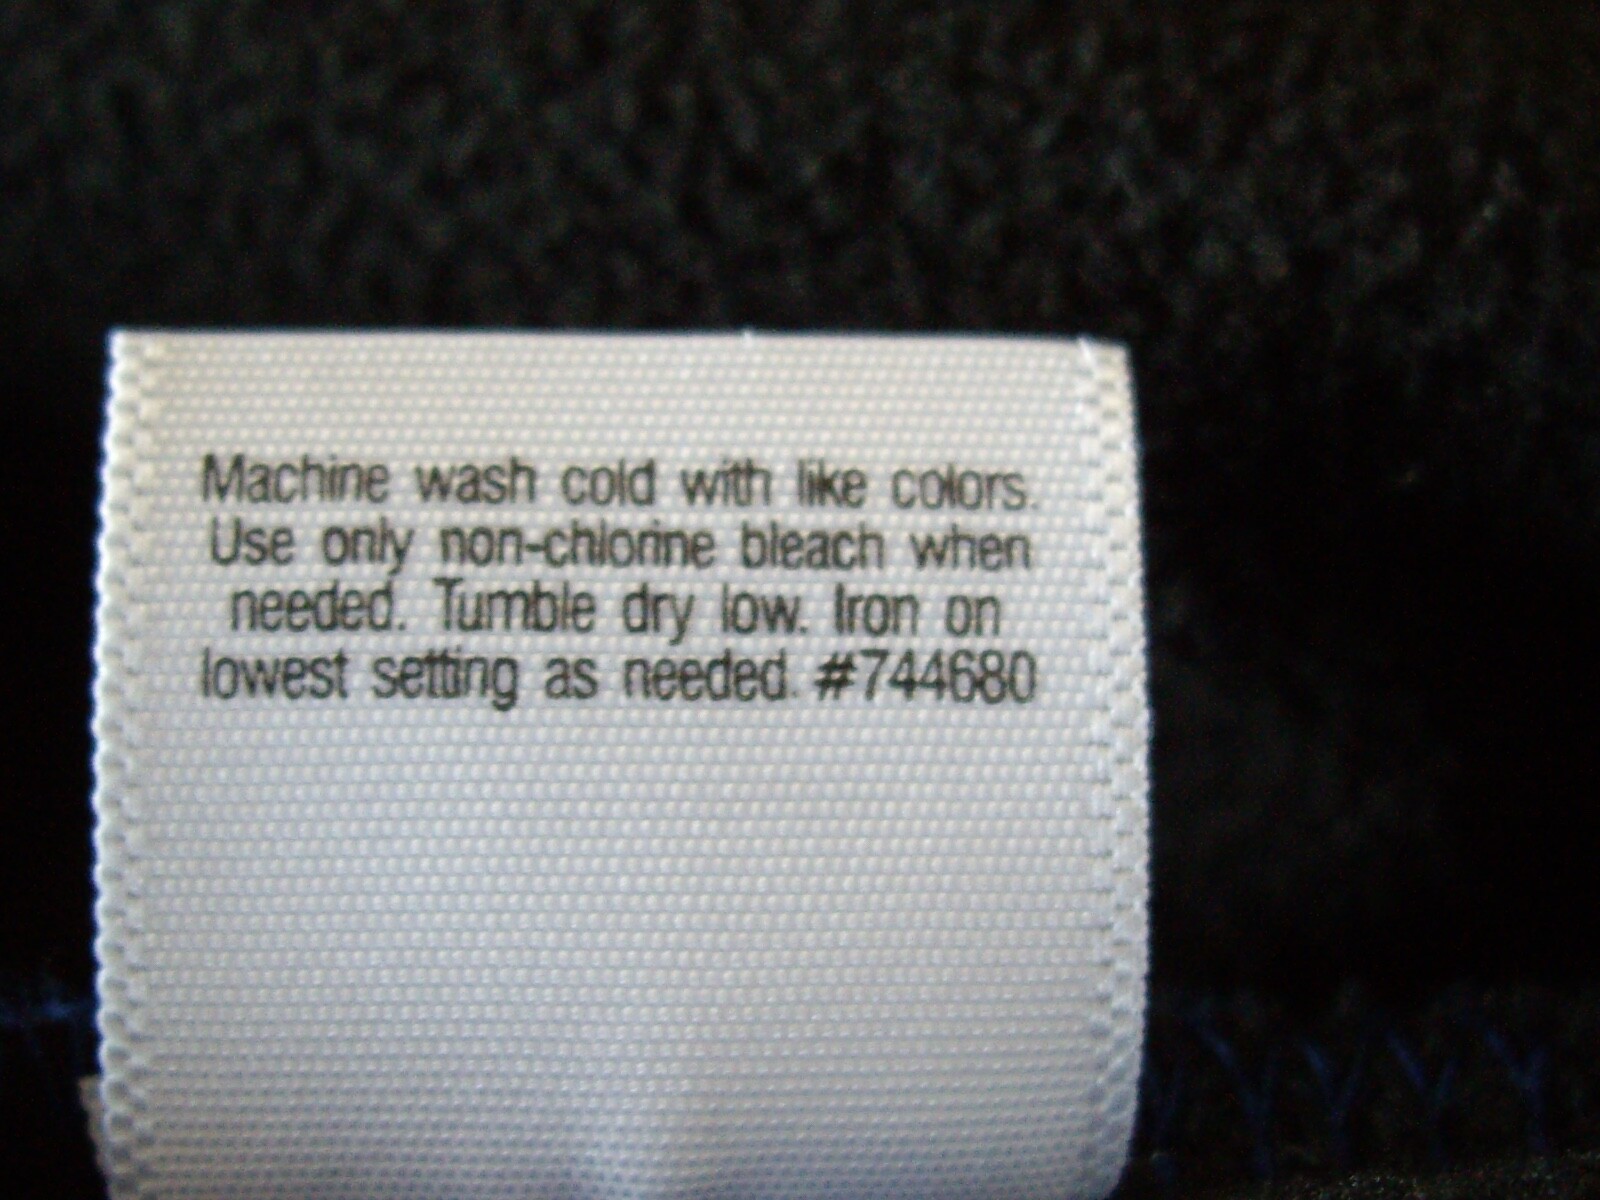 Machine wash cold with like colors.
Use only non-chlorine bleach when
needed. Tumble dry low. Iron on
lowest setting as needed. #744680